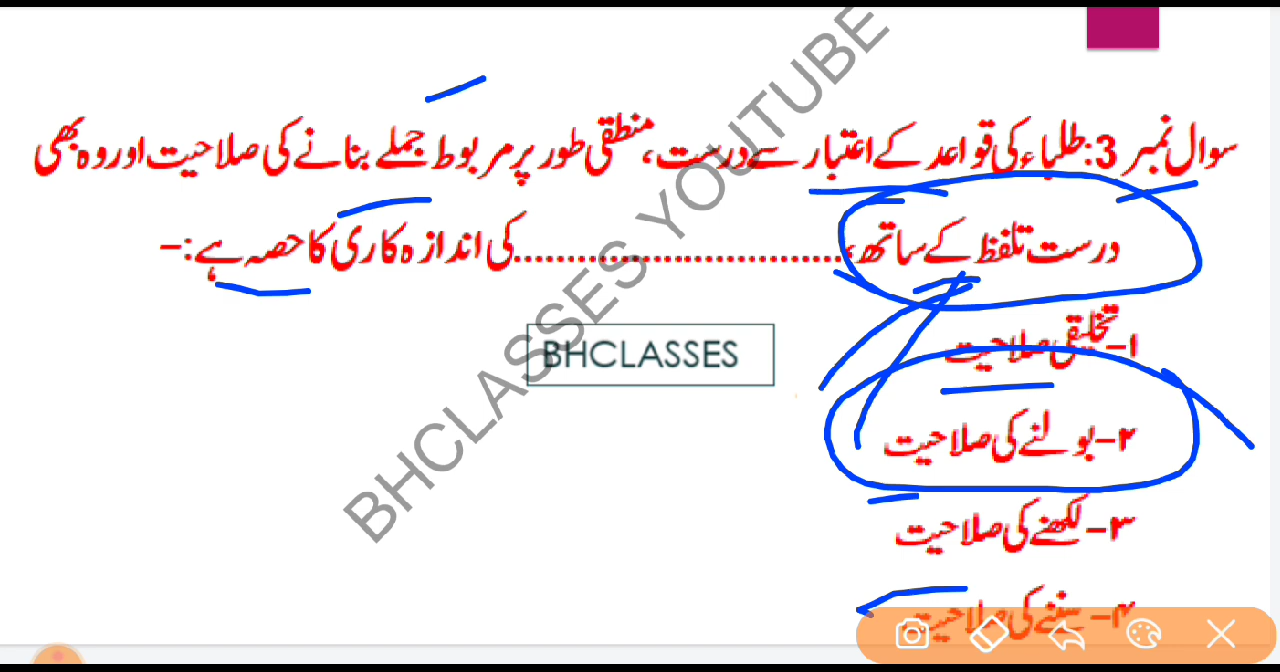 سوال نمبر 3: طلباء کی قواعد کے اعتبار سے درست، منطقی طور پر مربوط جملے بنانے کی صلاحیت اور وہ بھی
درست تلفظ کے ساتھ،...............................کی اندازہ کاری کا حصہ ہے:-
BHCLASSES
BHCLASSES YOUTUBE
۱- تخلیقی صلاحیت
۲- بولنے کی صلاحیت
۳- لکھنے کی صلاحیت
۴- سننے کی صلاحیت